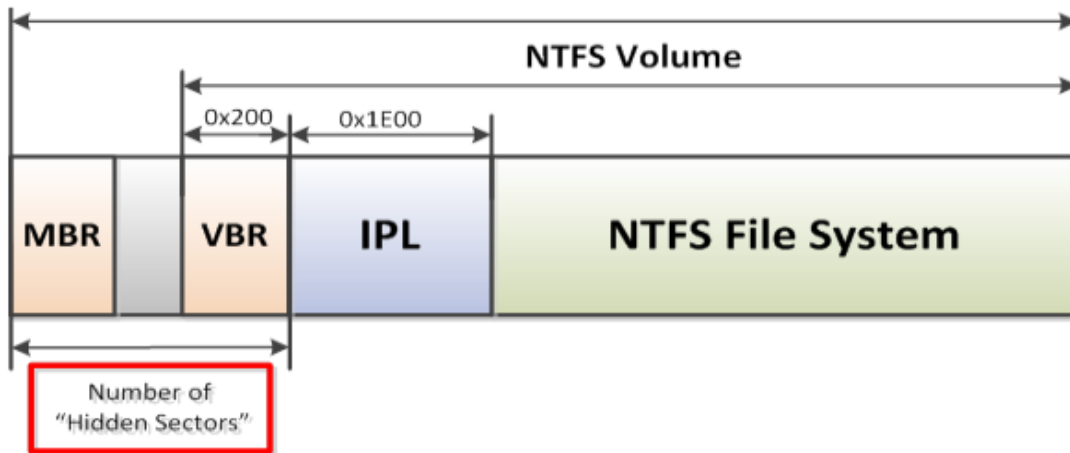 NTFS Volume
0x200
0x1E00
MBR
VBR
IPL
NTFS File System
Number of
“Hidden Sectors”